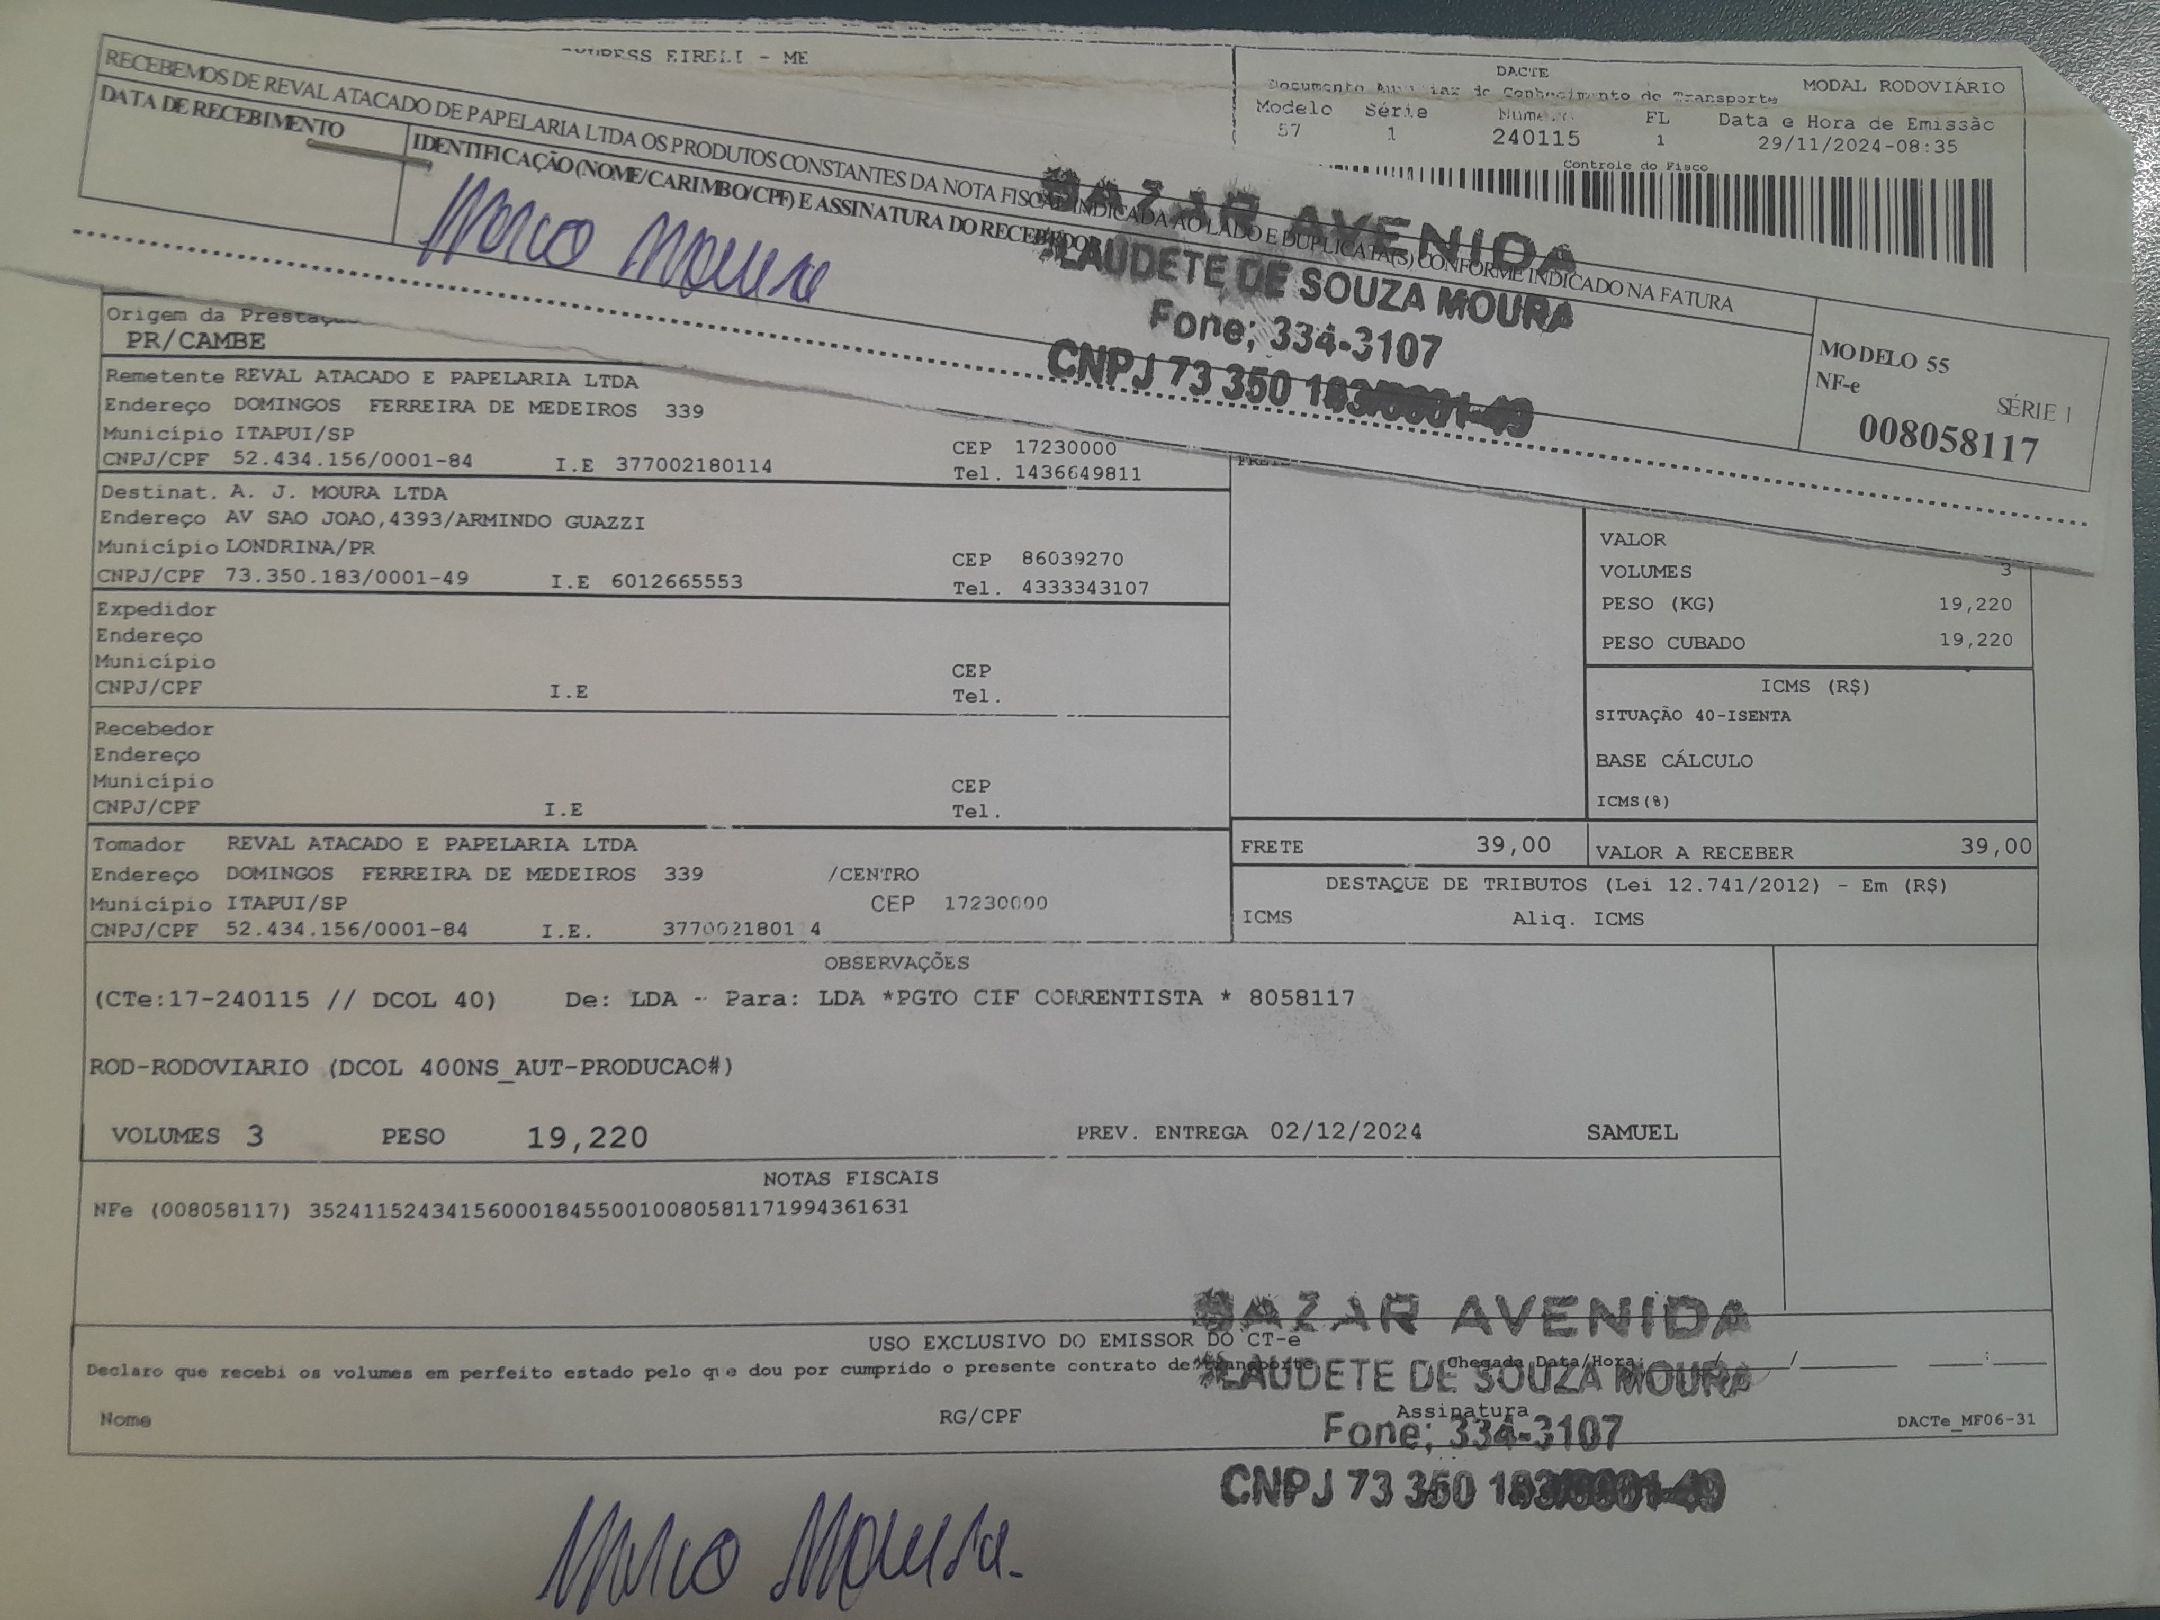 EIRELI - ME
DACTE
MODAL RODOVIÁRIO
Documento Auxiliar do Conhecimento de Transporte
Modelo Série Número FL Data e Hora de Emissão
57 1 240115 1 29/11/2024-08:35
Controle do Fisco
RECEBEMOS DE REVAL ATACADO DE PAPELARIA LTDA OS PRODUTOS CONSTANTES DA NOTA FISCAL INDICADA AO LADO E DUPLICATA(S) CONFORME INDICADO NA FATURA
DATA DE RECEBIMENTO
IDENTIFICAÇÃO (NOME/CARIMBO/CPF) E ASSINATURA DO RECEBEDOR
Moura
BAZAR AVENIDA
CLAUDETE DE SOUZA MOURA
Fone; 334-3107
CNPJ 73 350 183/0001-49
MODELO 55
NF-e
SÉRIE 1
008058117
Origem da
PR/CAMBE
Remetente REVAL ATACADO E PAPELARIA LTDA
Endereço DOMINGOS FERREIRA DE MEDEIROS 339
Município ITAPUI/SP CEP 17230000
CNPJ/CPF 52.434.156/0001-84 I.E 377002180114 Tel. 1436649811
Destinat. A. J. MOURA LTDA
Endereço AV SAO JOAO,4393/ARMINDO GUAZZI
Município LONDRINA/PR CEP 86039270
CNPJ/CPF 73.350.183/0001-49 I.E 6012665553 Tel. 4333343107
Expedidor
Endereço
Município CEP
CNPJ/CPF I.E Tel.
Recebedor
Endereço
Município CEP
CNPJ/CPF I.E Tel.
Tomador REVAL ATACADO E PAPELARIA LTDA
Endereço DOMINGOS FERREIRA DE MEDEIROS 339 /CENTRO
Município ITAPUI/SP CEP 17230000
CNPJ/CPF 52.434.156/0001-84 I.E. 377002180114
FRETE
VALOR
VOLUMES 3
PESO (KG) 19,220
PESO CUBADO 19,220
ICMS (R$)
SITUAÇÃO 40-ISENTA
BASE CÁLCULO
ICMS(%)
FRETE 39,00 VALOR A RECEBER 39,00
DESTAQUE DE TRIBUTOS (Lei 12.741/2012) - Em (R$)
ICMS Aliq. ICMS
OBSERVAÇÕES
(CTe:17-240115 // DCOL 40) De: LDA - Para: LDA *PGTO CIF CORRENTISTA * 8058117
ROD-RODOVIARIO (DCOL 400NS_AUT-PRODUCAO#)
VOLUMES 3 PESO 19,220 PREV. ENTREGA 02/12/2024 SAMUEL
NOTAS FISCAIS
NFe (008058117) 35241152434156000184550010080581171994361631
USO EXCLUSIVO DO EMISSOR DO CT-e
Declaro que recebi os volumes em perfeito estado pelo que dou por cumprido o presente contrato de transporte Chegada Data/Hora: / / :
Nome RG/CPF Assinatura DACTe_MF06-31
BAZAR AVENIDA
CLAUDETE DE SOUZA MOURA
Fone; 334-3107
CNPJ 73 350 183/0001-49
Moura